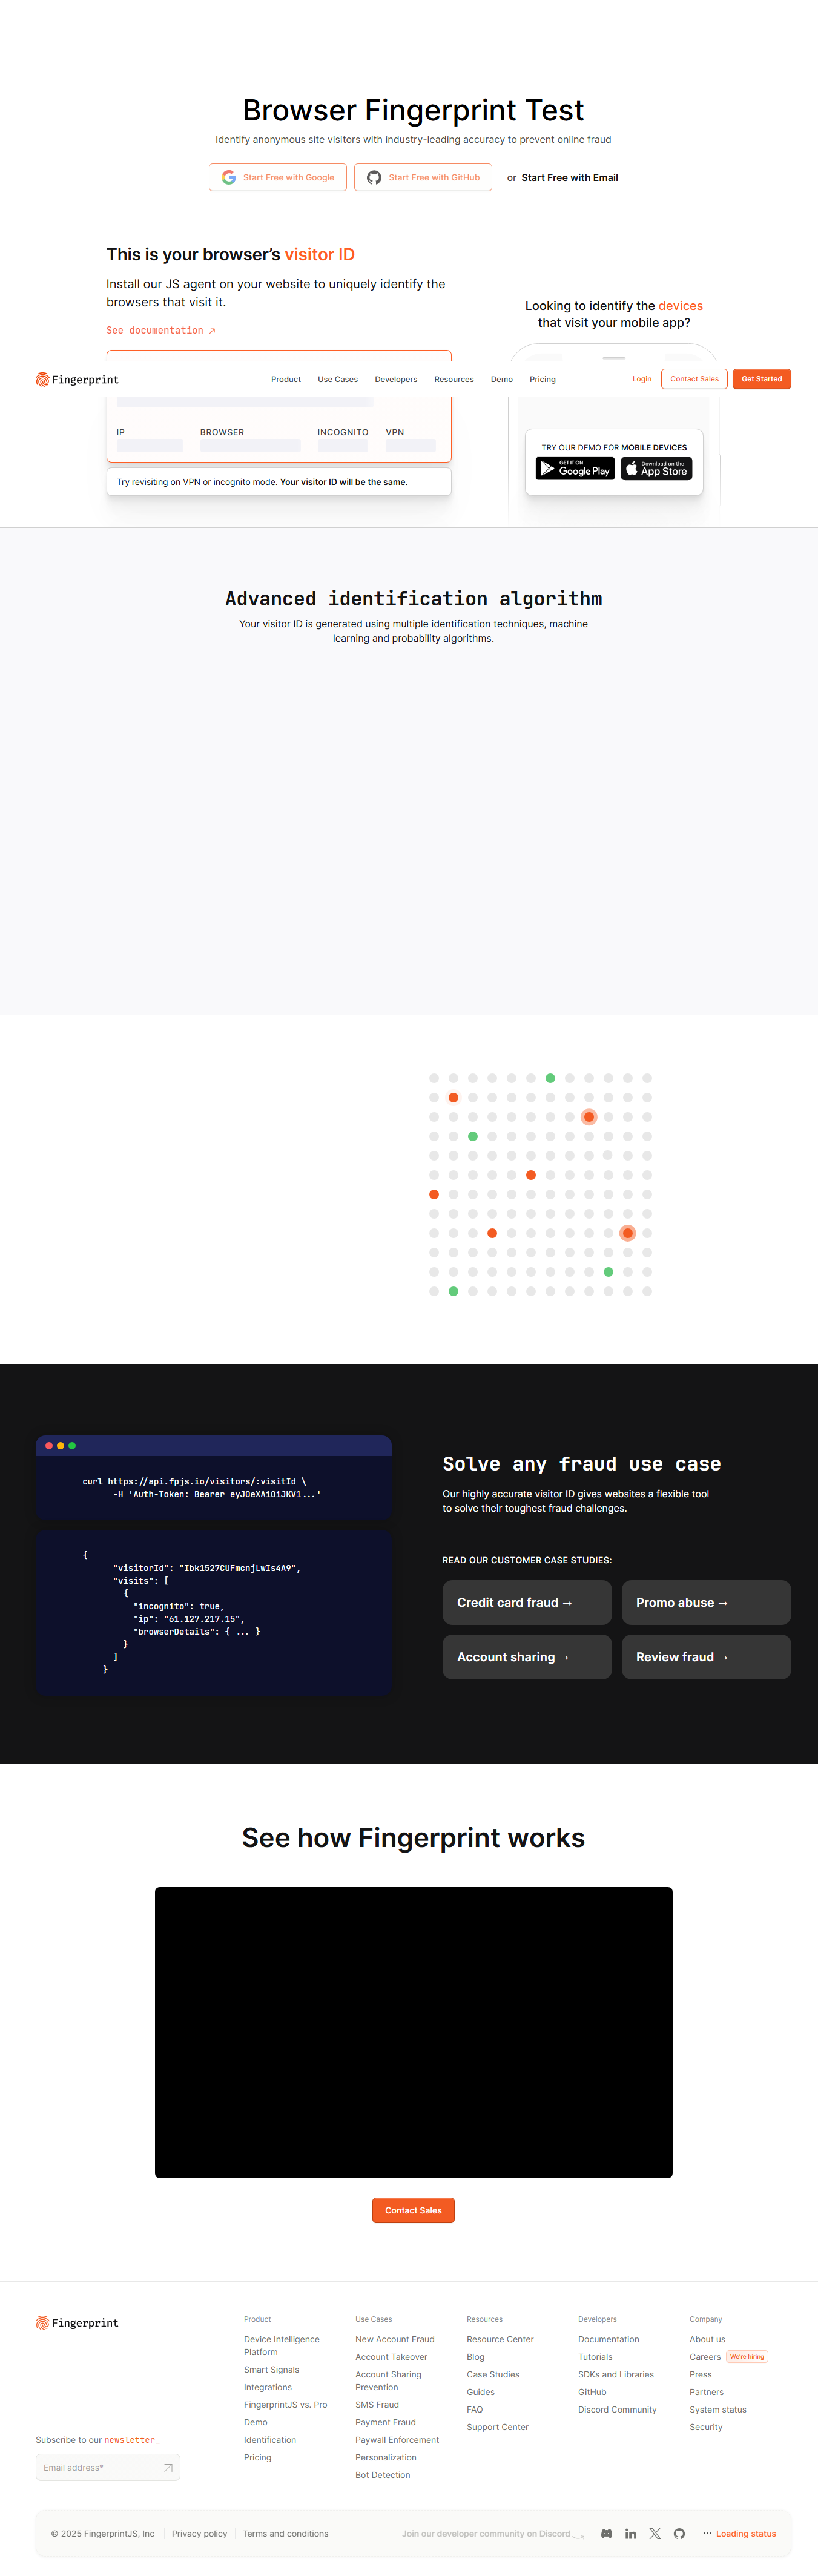 Browser Fingerprint Test
Identify anonymous site visitors with industry-leading accuracy to prevent online fraud
Start Free with Google
Start Free with GitHub
or Start Free with Email
This is your browser’s visitor ID
Install our JS agent on your website to uniquely identify the
browsers that visit it.
See documentation ↗
Looking to identify the devices
that visit your mobile app?
Fingerprint
Product
Use Cases
Developers
Resources
Demo
Pricing
Login
Contact Sales
Get Started
IP
BROWSER
INCOGNITO
VPN
Try revisiting on VPN or incognito mode. Your visitor ID will be the same.
TRY OUR DEMO FOR MOBILE DEVICES
GET IT ON
Google Play
Download on the
App Store
Advanced identification algorithm
Your visitor ID is generated using multiple identification techniques, machine
learning and probability algorithms.
curl https://api.fpjs.io/visitors/:visitId \
-H 'Auth-Token: Bearer eyJ0eXAiOiJKV1...'
{
"visitorId": "Ibk1527CUFmcnjLwIs4A9",
"visits": [
{
"incognito": true,
"ip": "61.127.217.15",
"browserDetails": { ... }
}
]
}
Solve any fraud use case
Our highly accurate visitor ID gives websites a flexible tool
to solve their toughest fraud challenges.
READ OUR CUSTOMER CASE STUDIES:
Credit card fraud →
Promo abuse →
Account sharing →
Review fraud →
See how Fingerprint works
Contact Sales
Fingerprint
Subscribe to our newsletter_
Email address*
Product
Device Intelligence
Platform
Smart Signals
Integrations
FingerprintJS vs. Pro
Demo
Identification
Pricing
Use Cases
New Account Fraud
Account Takeover
Account Sharing
Prevention
SMS Fraud
Payment Fraud
Paywall Enforcement
Personalization
Bot Detection
Resources
Resource Center
Blog
Case Studies
Guides
FAQ
Support Center
Developers
Documentation
Tutorials
SDKs and Libraries
GitHub
Discord Community
Company
About us
Careers We're hiring
Press
Partners
System status
Security
© 2025 FingerprintJS, Inc
Privacy policy
Terms and conditions
Join our developer community on Discord
Loading status